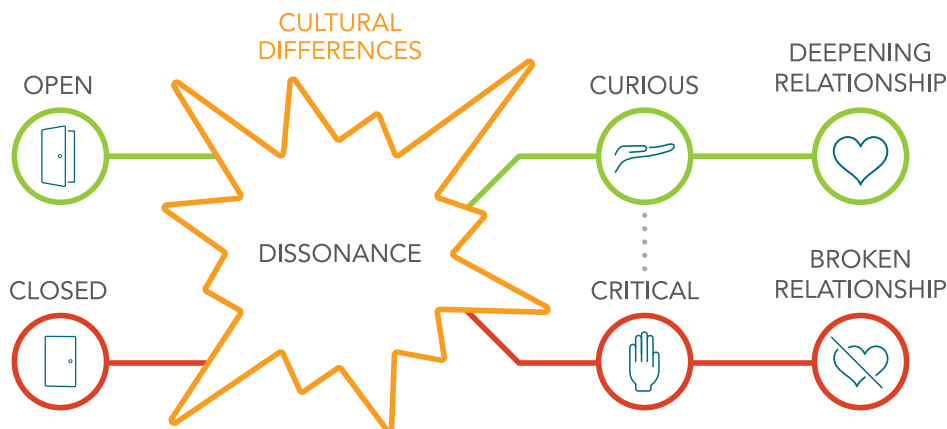 CULTURAL
DIFFERENCES
OPEN
CURIOUS
DEEPENING
RELATIONSHIP
DISSONANCE
CLOSED
CRITICAL
BROKEN
RELATIONSHIP